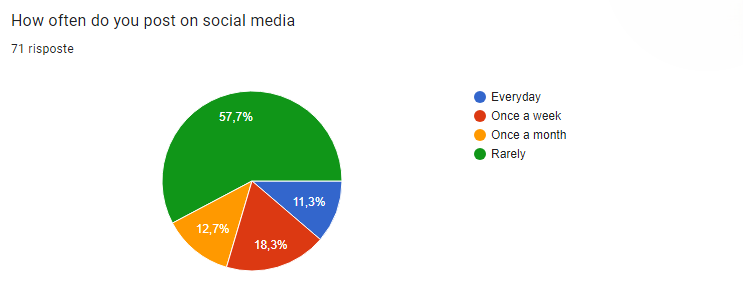 How often do you post on social media
71 risposte
57,7%
11,3%
12,7%
18,3%
Everyday
Once a week
Once a month
Rarely